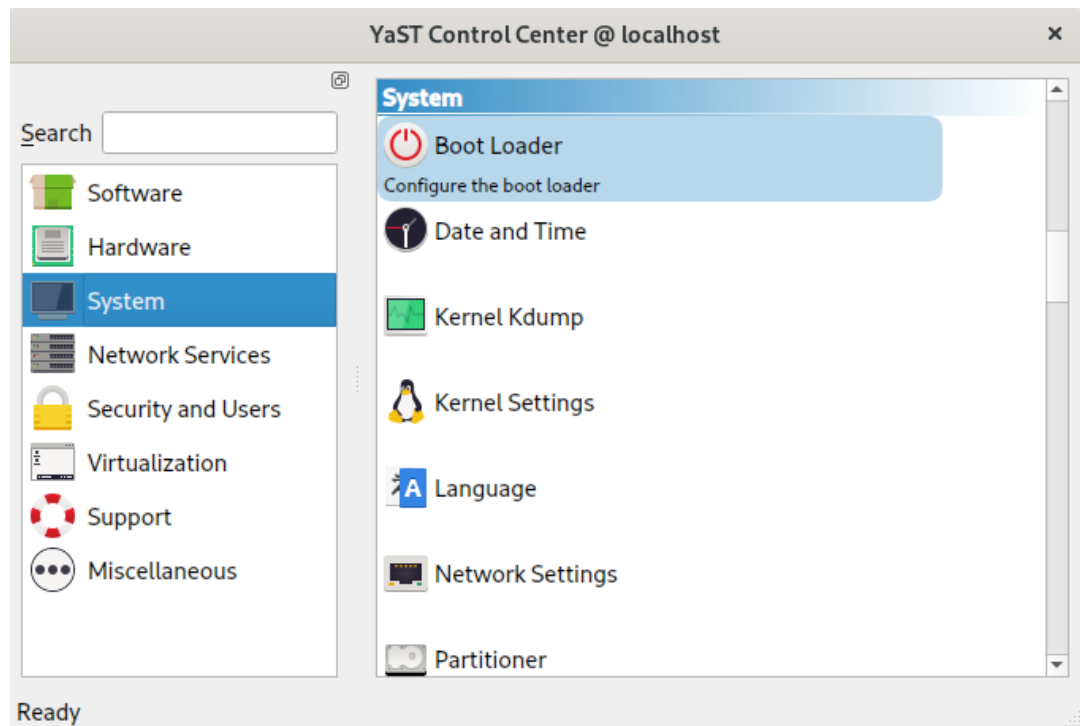 YaST Control Center @ localhost
Search
Software
Hardware
System
Network Services
Security and Users
Virtualization
Support
Miscellaneous
System
Boot Loader
Configure the boot loader
Date and Time
Kernel Kdump
Kernel Settings
Language
Network Settings
Partitioner
Ready